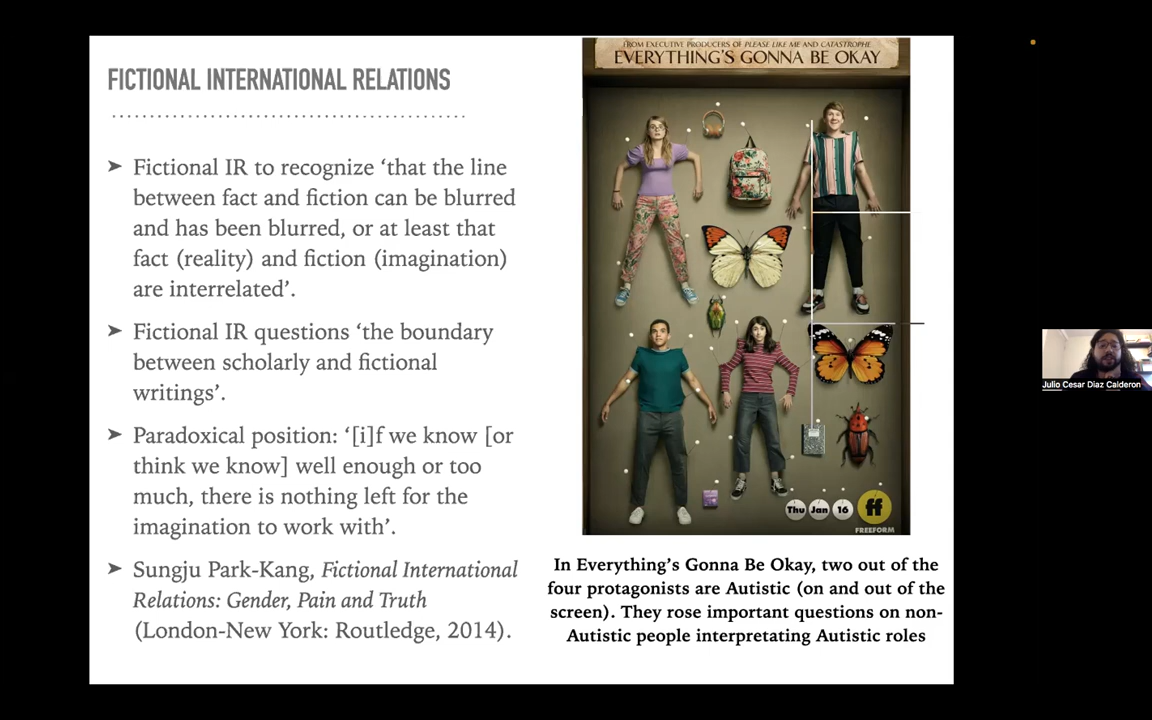 FICTIONAL INTERNATIONAL RELATIONS
➤ Fictional IR to recognize ‘that the line
between fact and fiction can be blurred
and has been blurred, or at least that
fact (reality) and fiction (imagination)
are interrelated’.
➤ Fictional IR questions ‘the boundary
between scholarly and fictional
writings’.
➤ Paradoxical position: ‘[i]f we know [or
think we know] well enough or too
much, there is nothing left for the
imagination to work with’.
➤ Sungju Park-Kang, Fictional International
Relations: Gender, Pain and Truth
(London-New York: Routledge, 2014).
FROM EXECUTIVE PRODUCERS OF PLEASE LIKE ME AND CATASTROPHE
EVERYTHING'S GONNA BE OKAY
Thu Jan 16 ff
FREEFORM
In Everything’s Gonna Be Okay, two out of the
four protagonists are Autistic (on and out of the
screen). They rose important questions on non-
Autistic people interpretating Autistic roles
Julio Cesar Diaz Calderon